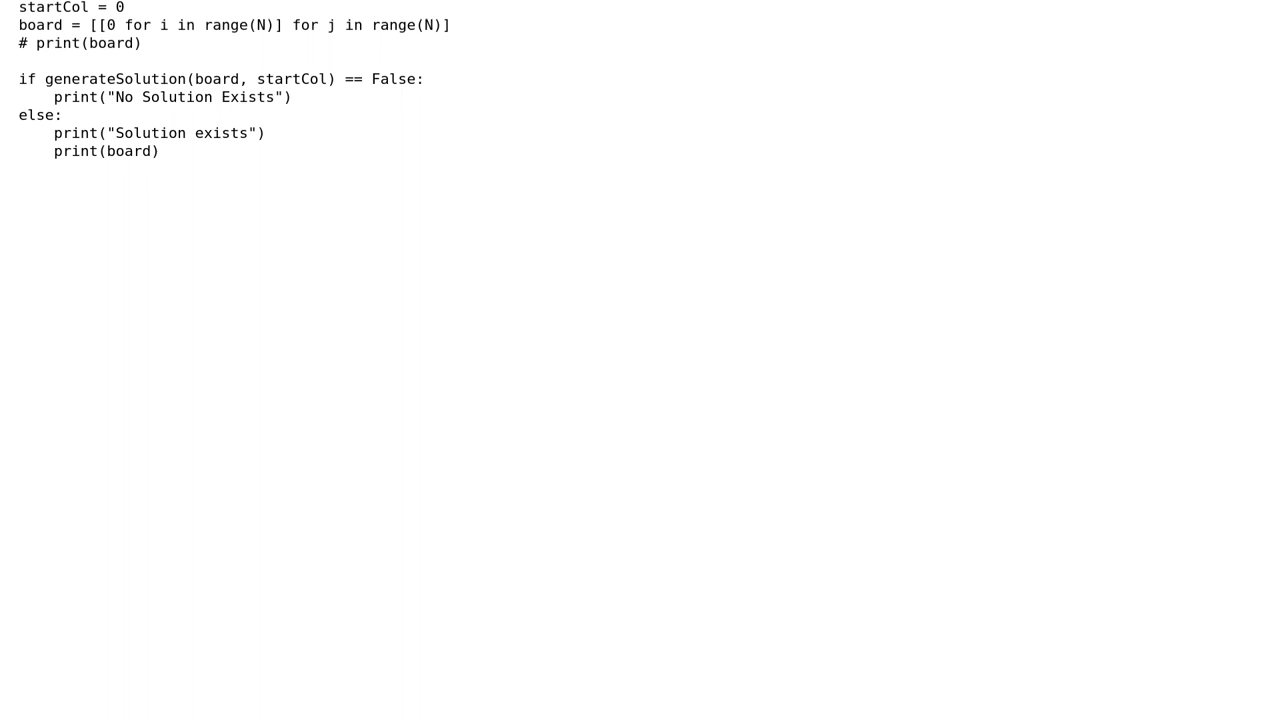 startCol = 0
board = [[0 for i in range(N)] for j in range(N)]
# print(board)

if generateSolution(board, startCol) == False:
    print("No Solution Exists")
else:
    print("Solution exists")
    print(board)